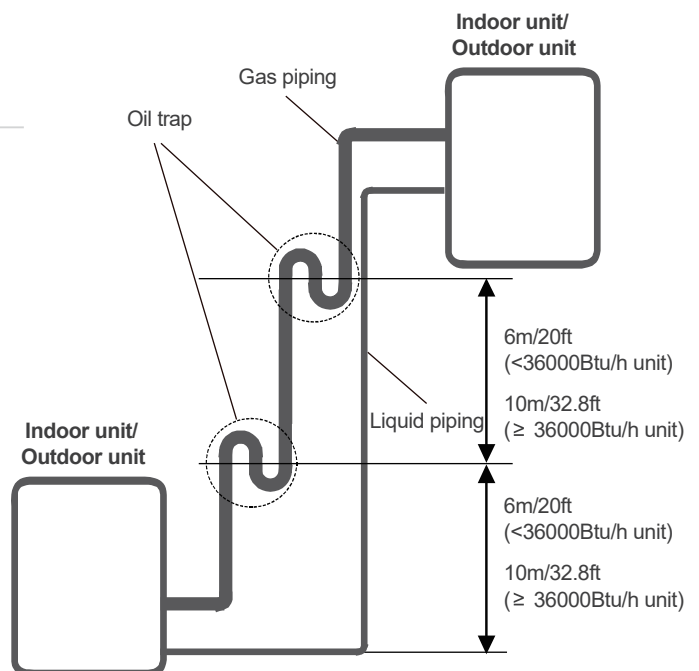 Indoor unit/
Outdoor unit
Gas piping
Oil trap
6m/20ft
(<36000Btu/h unit)
10m/32.8ft
(≥ 36000Btu/h unit)
Liquid piping
Indoor unit/
Outdoor unit
6m/20ft
(<36000Btu/h unit)
10m/32.8ft
(≥ 36000Btu/h unit)